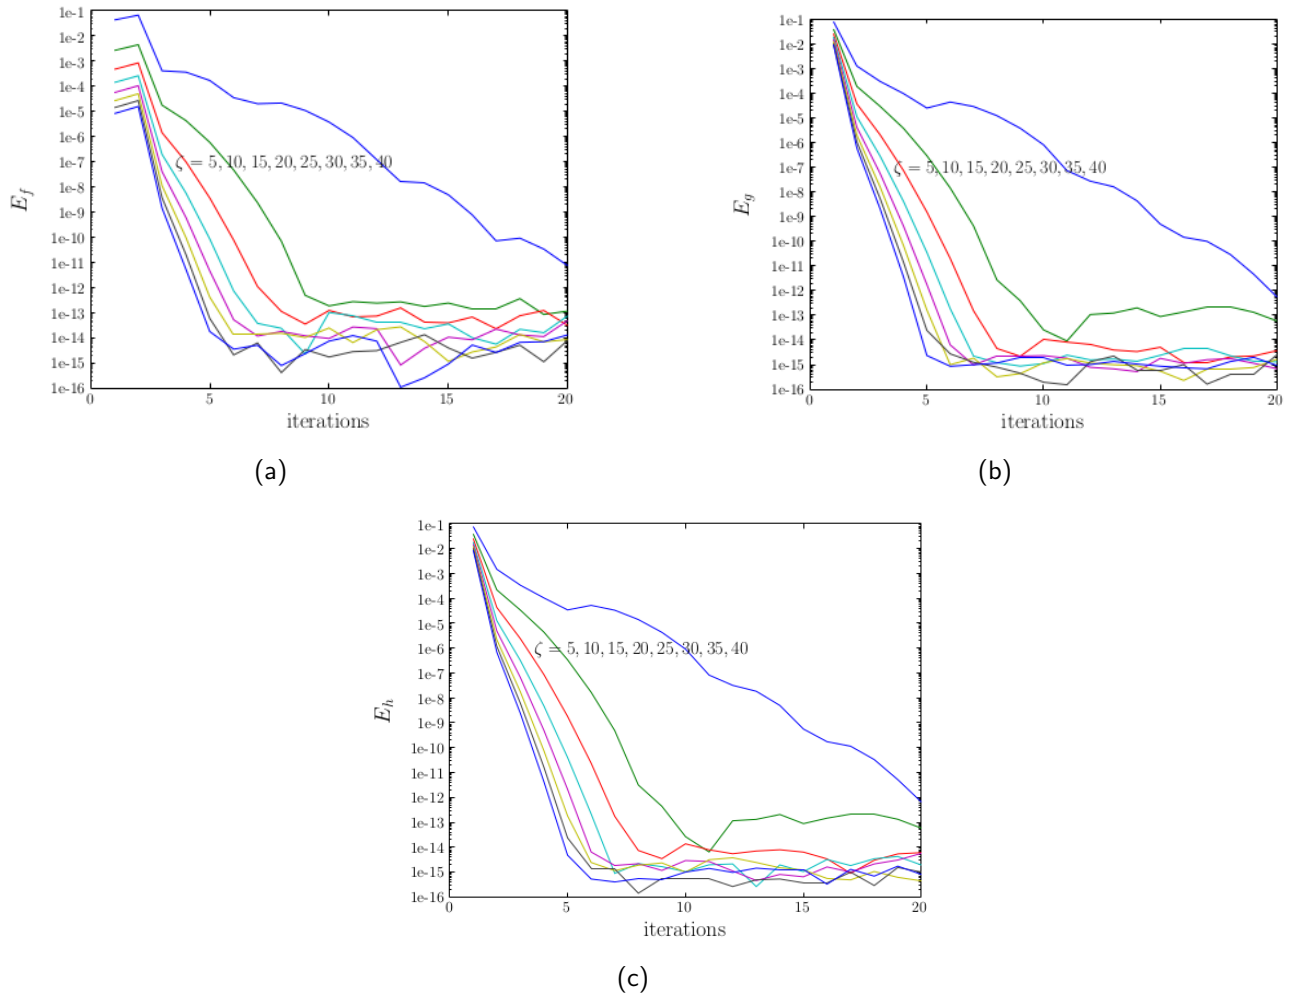 1e-1
1e-2
1e-3
1e-4
1e-5
1e-6
1e-7
1e-8
1e-9
1e-10
1e-11
1e-12
1e-13
1e-14
1e-15
1e-16
E_f
ζ = 5, 10, 15, 20, 25, 30, 35, 40
0 5 10 15 20
iterations
(a)
1e-1
1e-2
1e-3
1e-4
1e-5
1e-6
1e-7
1e-8
1e-9
1e-10
1e-11
1e-12
1e-13
1e-14
1e-15
1e-16
E_g
ζ = 5, 10, 15, 20, 25, 30, 35, 40
0 5 10 15 20
iterations
(b)
1e-1
1e-2
1e-3
1e-4
1e-5
1e-6
1e-7
1e-8
1e-9
1e-10
1e-11
1e-12
1e-13
1e-14
1e-15
1e-16
E_h
ζ = 5, 10, 15, 20, 25, 30, 35, 40
0 5 10 15 20
iterations
(c)